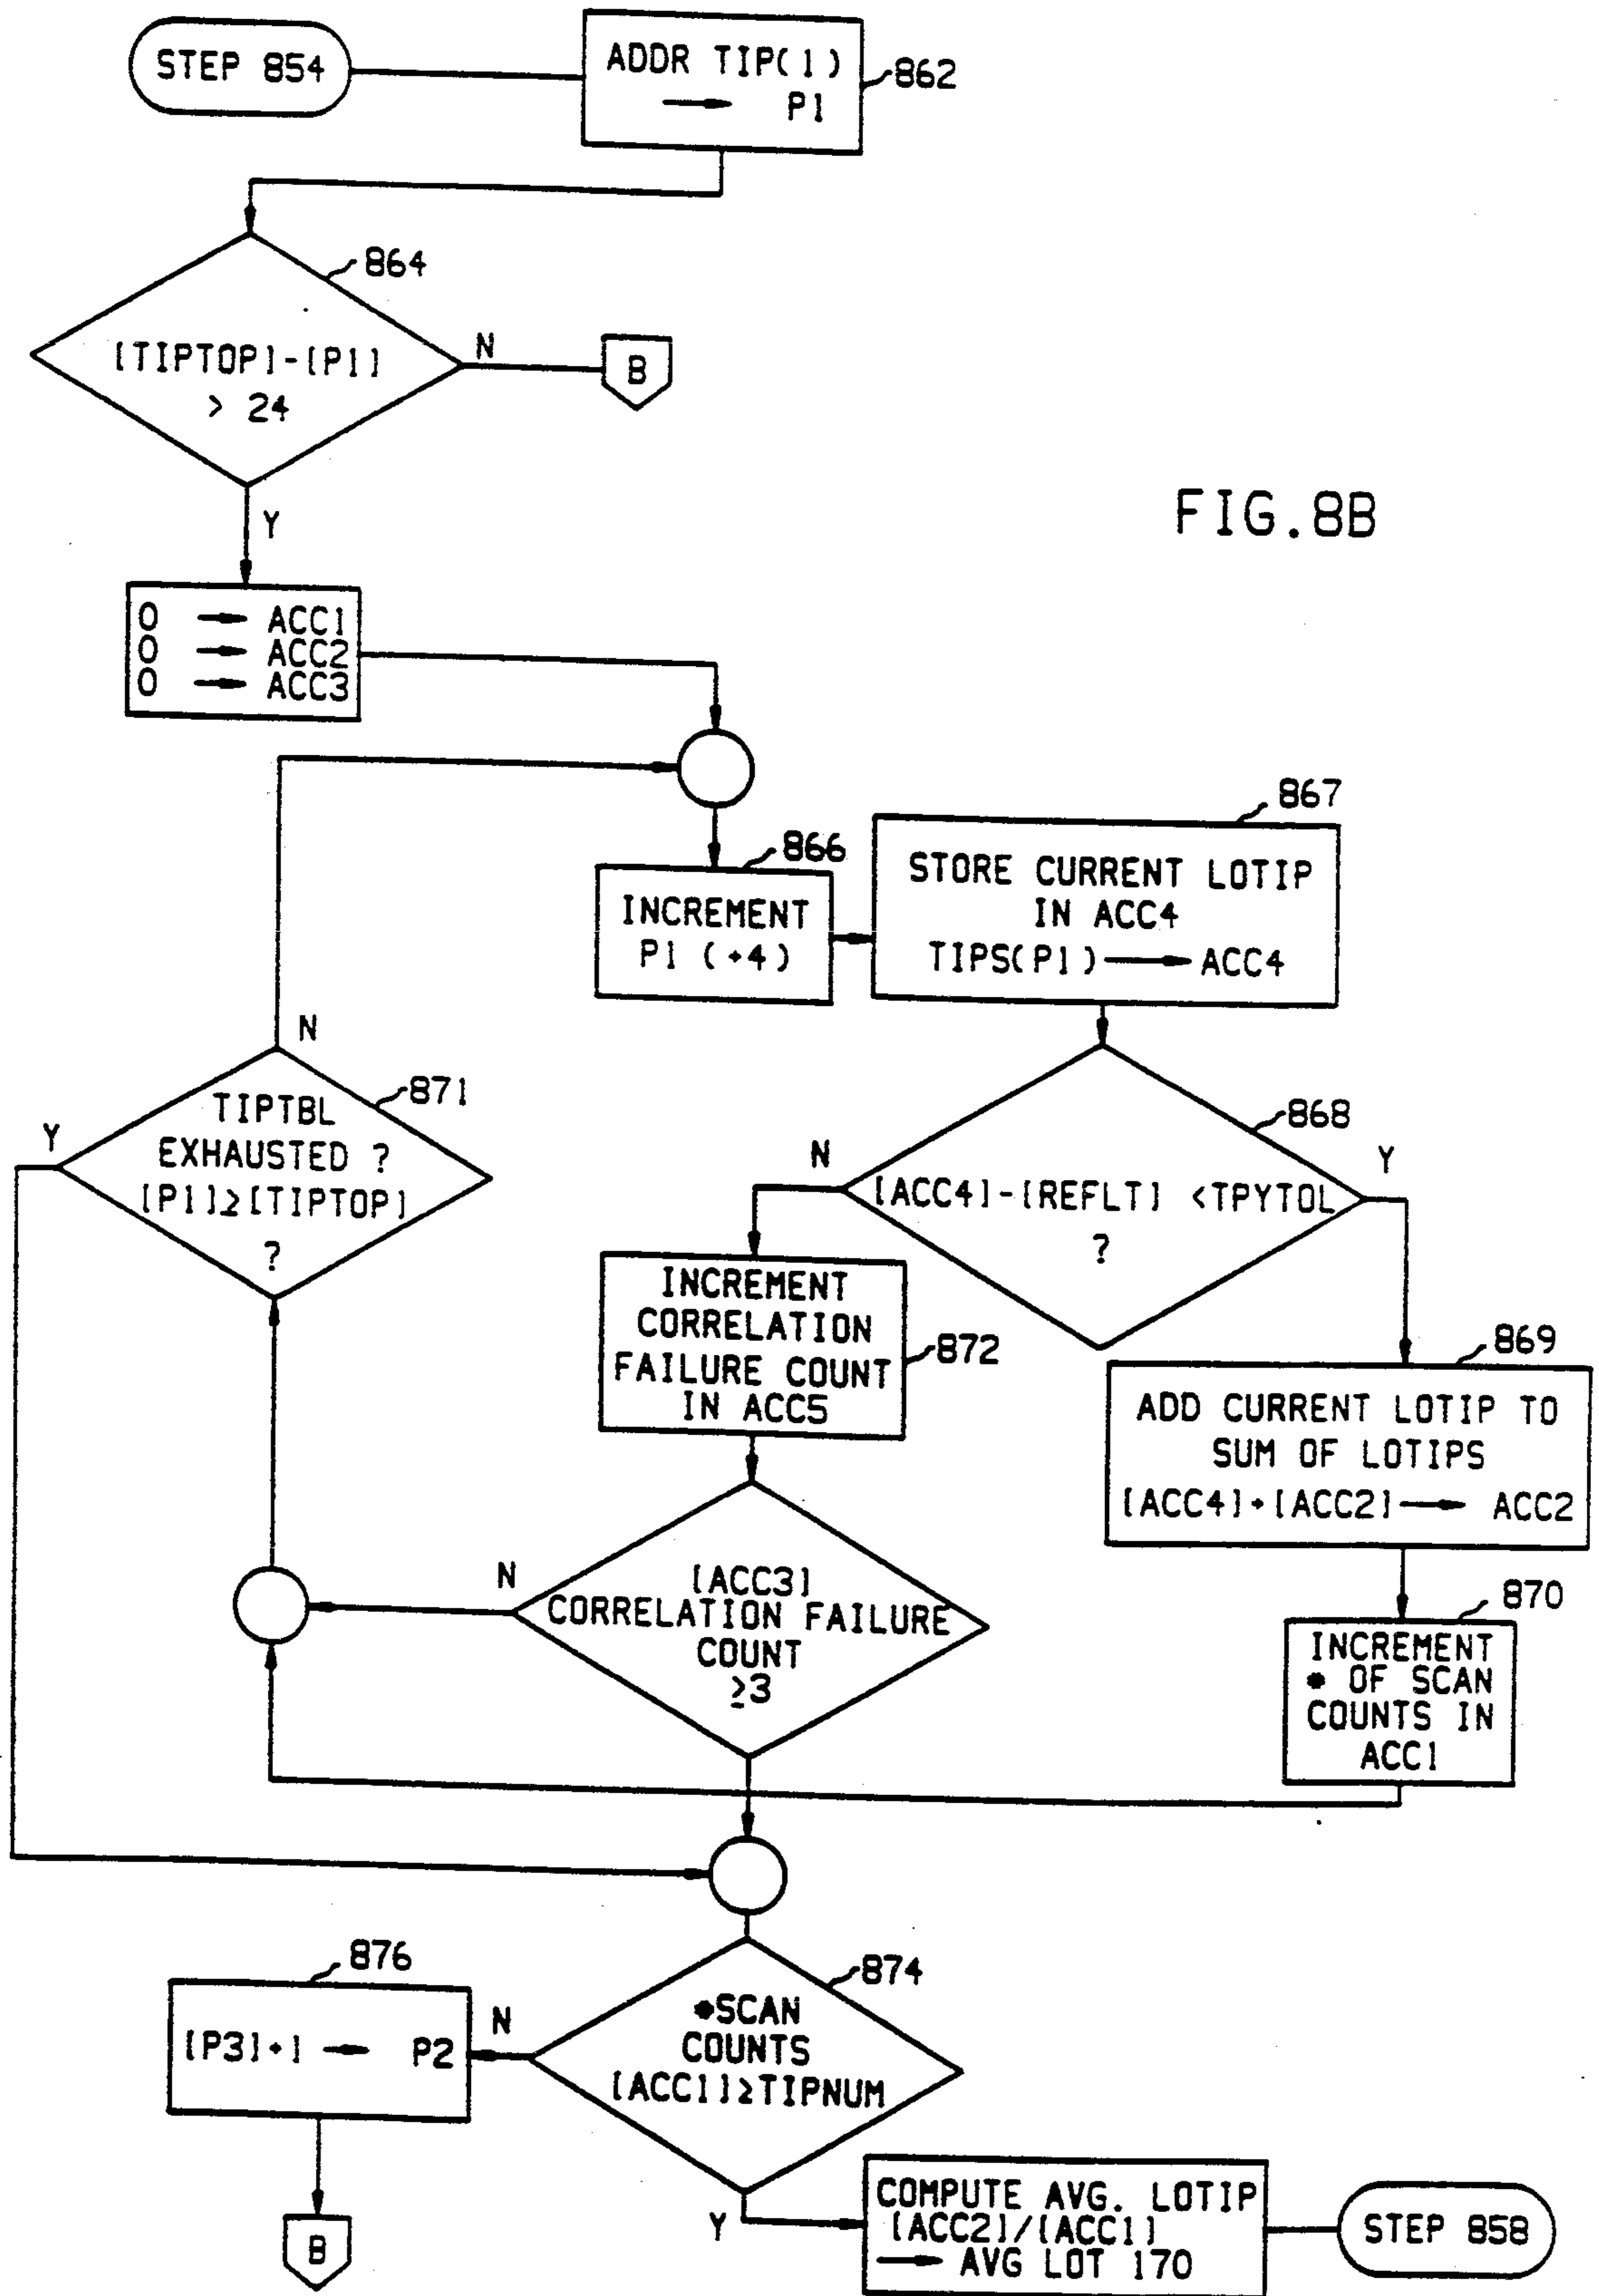 STEP 854
ADDR TIP(1)
→ P1
862
864
[TIPTOP]-[P1]
> 24
N
B
Y
FIG.8B
0 → ACC1
0 → ACC2
0 → ACC3
866
INCREMENT
P1 (+4)
867
STORE CURRENT LOTIP
IN ACC4
TIPS(P1) → ACC4
N
871
TIPTBL
EXHAUSTED ?
[P1]≥[TIPTOP]
?
Y
868
N
Y
[ACC4]-[REFLT] <TPYTOL
?
INCREMENT
CORRELATION
FAILURE COUNT
IN ACC5
872
869
ADD CURRENT LOTIP TO
SUM OF LOTIPS
[ACC4]+[ACC2] → ACC2
N
[ACC3]
CORRELATION FAILURE
COUNT
≥3
870
INCREMENT
# OF SCAN
COUNTS IN
ACC1
876
[P3]+1 → P2
N
874
#SCAN
COUNTS
[ACC1]≥TIPNUM
B
Y
COMPUTE AVG. LOTIP
[ACC2]/[ACC1]
→ AVG LOT 170
STEP 858